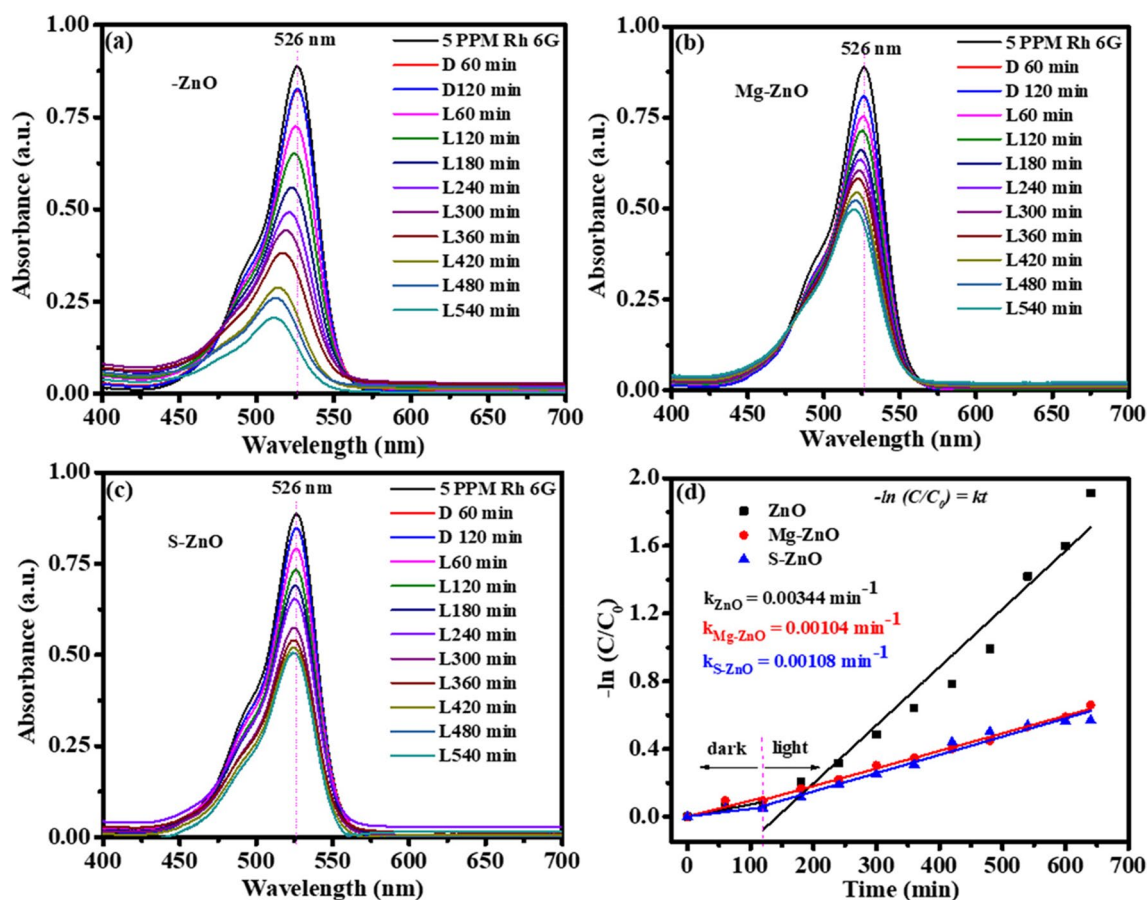 (a)
526 nm
-ZnO
5 PPM Rh 6G
D 60 min
D120 min
L60 min
L120 min
L180 min
L240 min
L300 min
L360 min
L420 min
L480 min
L540 min
1.00
0.75
0.50
0.25
0.00
Absorbance (a.u.)
400 450 500 550 600 650 700
Wavelength (nm)
(b)
526 nm
Mg-ZnO
5 PPM Rh 6G
D 60 min
D 120 min
L60 min
L120 min
L180 min
L240 min
L300 min
L360 min
L420 min
L480 min
L540 min
1.00
0.75
0.50
0.25
0.00
Absorbance (a.u.)
400 450 500 550 600 650 700
Wavelength (nm)
(c)
526 nm
S-ZnO
5 PPM Rh 6G
D 60 min
D 120 min
L60 min
L120 min
L180 min
L240 min
L300 min
L360 min
L420 min
L480 min
L540 min
1.00
0.75
0.50
0.25
0.00
Absorbance (a.u.)
400 450 500 550 600 650 700
Wavelength (nm)
(d)
-ln (C/C₀) = kt
ZnO
Mg-ZnO
S-ZnO
k_ZnO = 0.00344 min⁻¹
k_Mg-ZnO = 0.00104 min⁻¹
k_S-ZnO = 0.00108 min⁻¹
dark light
2.0
1.6
1.2
0.8
0.4
0.0
-ln (C/C₀)
0 100 200 300 400 500 600 700
Time (min)